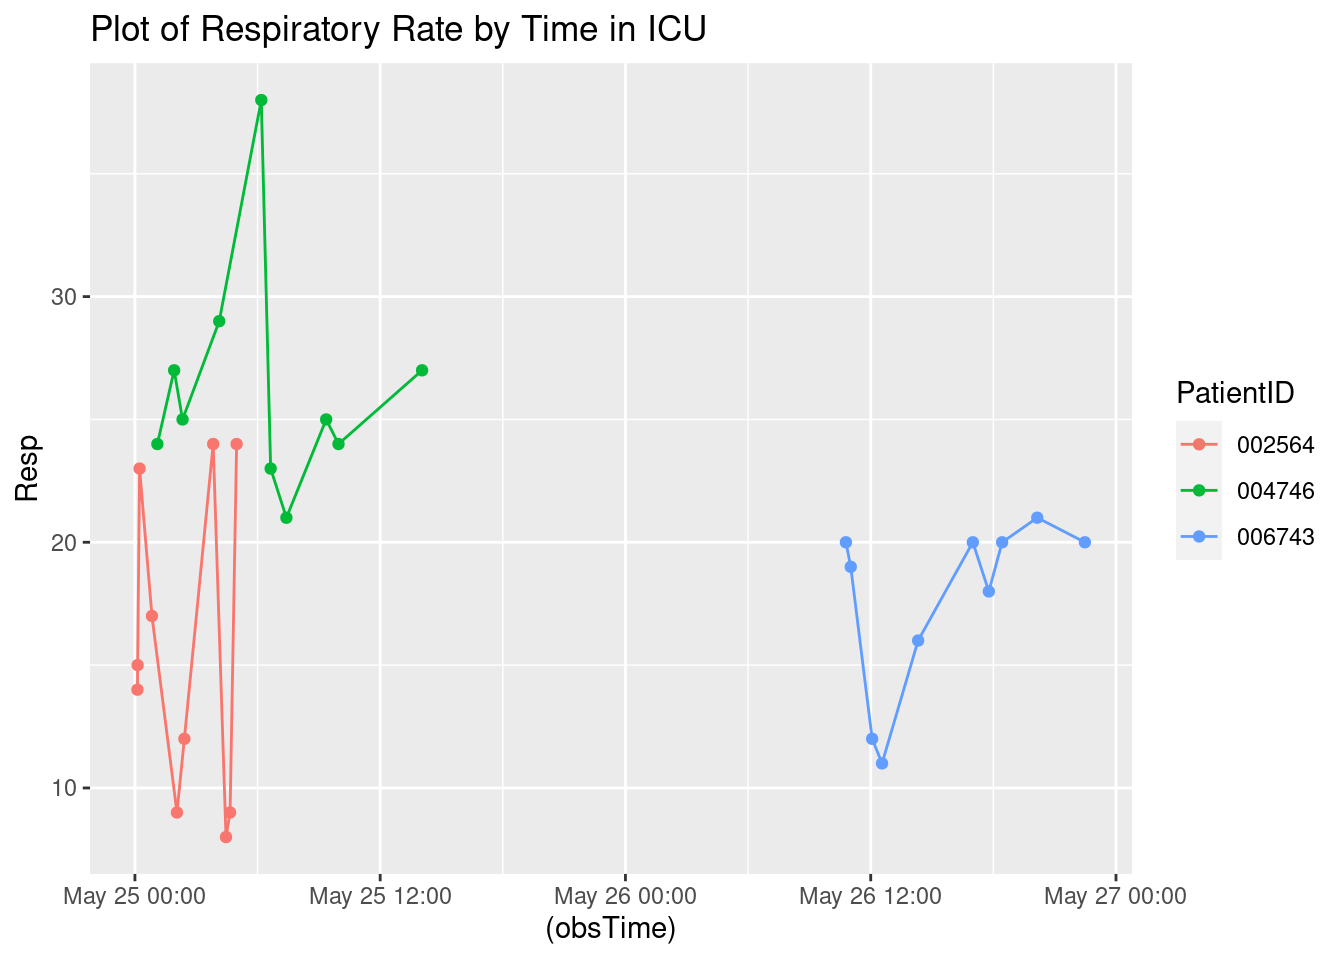 Plot of Respiratory Rate by Time in ICU
Resp
30
20
10
May 25 00:00
May 25 12:00
May 26 00:00
May 26 12:00
May 27 00:00
(obsTime)
PatientID
002564
004746
006743